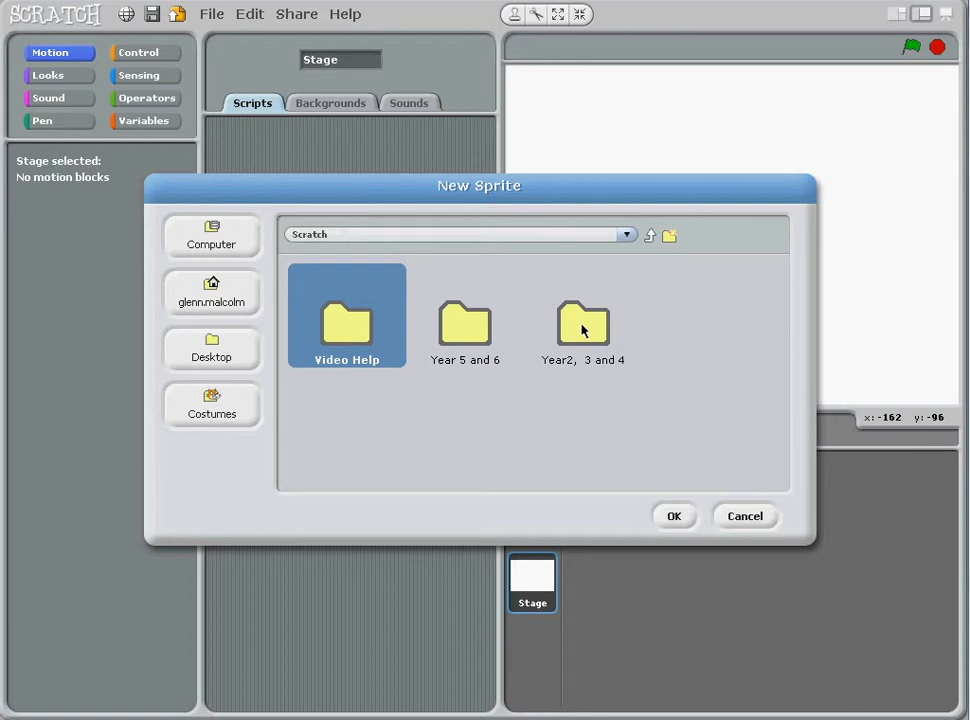 SCRATCH File Edit Share Help
Motion Control
Looks Sensing
Sound Operators
Pen Variables
Stage selected:
No motion blocks
Stage
Scripts Backgrounds Sounds
New Sprite
Computer
glenn.malcolm
Desktop
Costumes
Scratch
Video Help Year 5 and 6 Year2, 3 and 4
OK Cancel
x: -162 y: -96
Stage